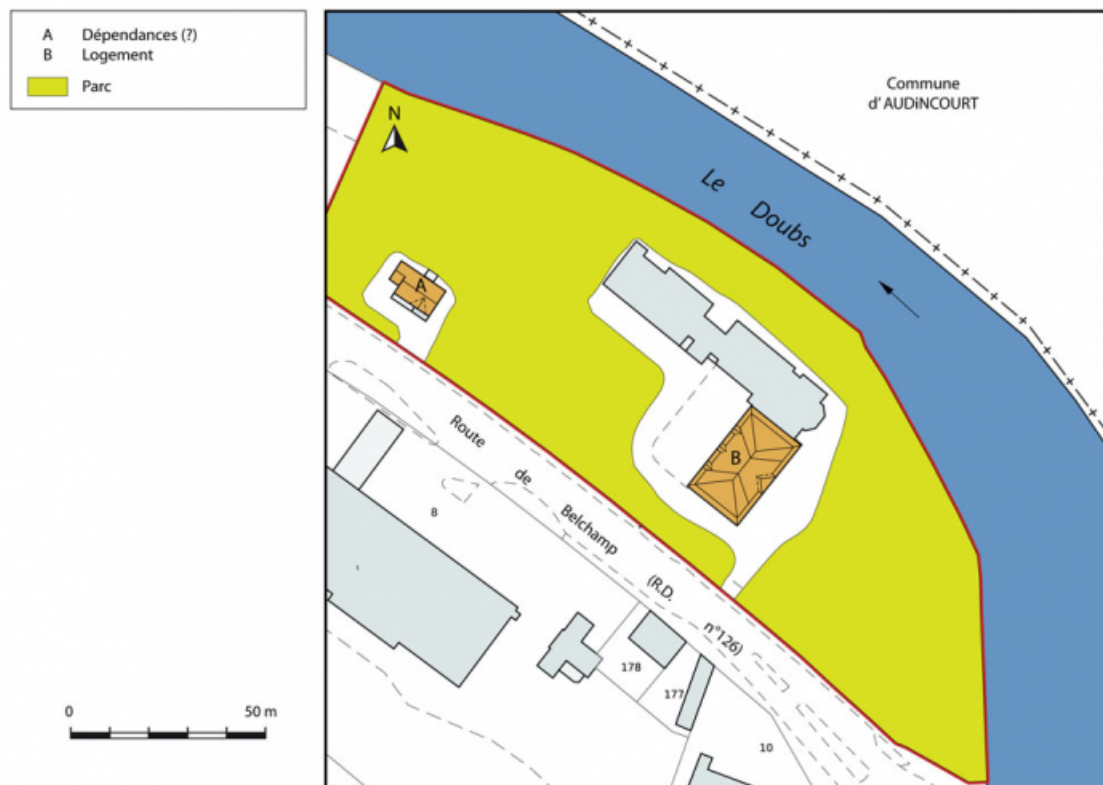 A Dépendances (?)
B Logement
Parc
Commune
d'AUDiNCOURT
N
Le Doubs
A
B
Route de Belchamp (R.D. n°126)
8
178
177
10
0 50 m